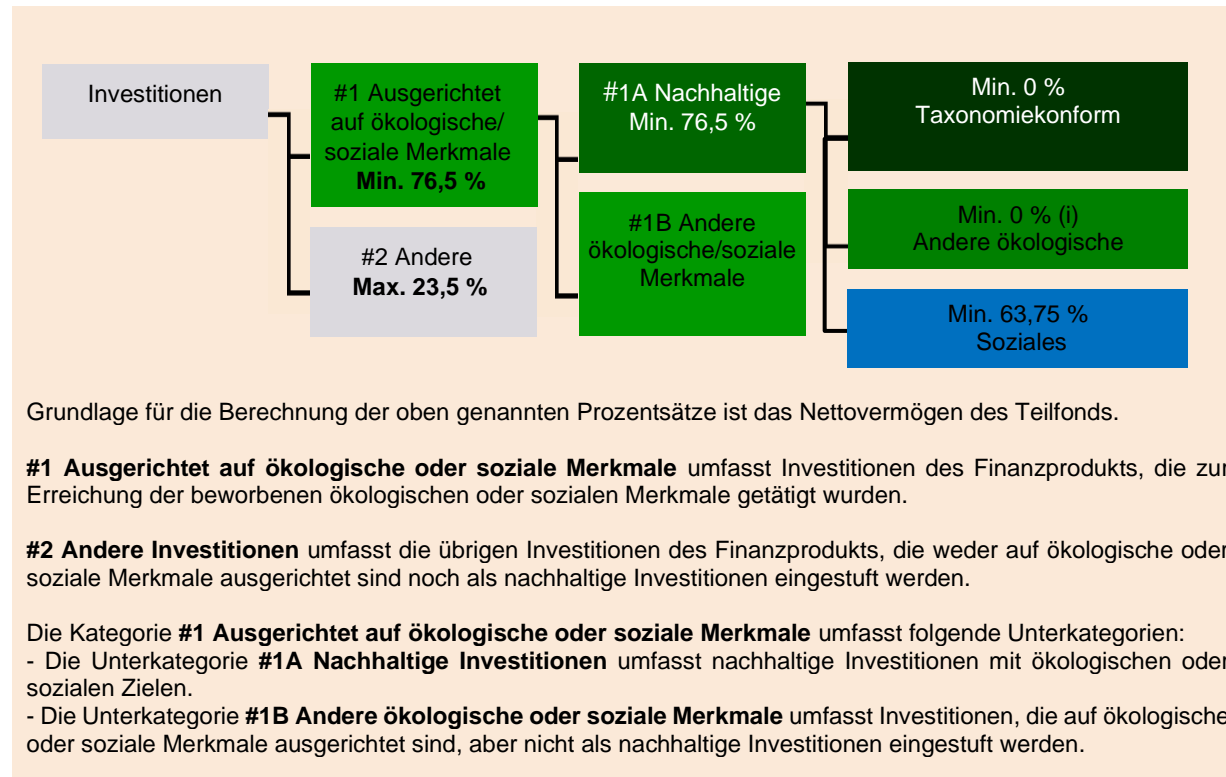 Investitionen
#1 Ausgerichtet
auf ökologische/
soziale Merkmale
Min. 76,5 %
#2 Andere
Max. 23,5 %
#1A Nachhaltige
Min. 76,5 %
#1B Andere
ökologische/soziale
Merkmale
Min. 0 %
Taxonomiekonform
Min. 0 % (i)
Andere ökologische
Min. 63,75 %
Soziales
Grundlage für die Berechnung der oben genannten Prozentsätze ist das Nettovermögen des Teilfonds.
#1 Ausgerichtet auf ökologische oder soziale Merkmale umfasst Investitionen des Finanzprodukts, die zur
Erreichung der beworbenen ökologischen oder sozialen Merkmale getätigt wurden.
#2 Andere Investitionen umfasst die übrigen Investitionen des Finanzprodukts, die weder auf ökologische oder
soziale Merkmale ausgerichtet sind noch als nachhaltige Investitionen eingestuft werden.
Die Kategorie #1 Ausgerichtet auf ökologische oder soziale Merkmale umfasst folgende Unterkategorien:
- Die Unterkategorie #1A Nachhaltige Investitionen umfasst nachhaltige Investitionen mit ökologischen oder
sozialen Zielen.
- Die Unterkategorie #1B Andere ökologische oder soziale Merkmale umfasst Investitionen, die auf ökologische
oder soziale Merkmale ausgerichtet sind, aber nicht als nachhaltige Investitionen eingestuft werden.